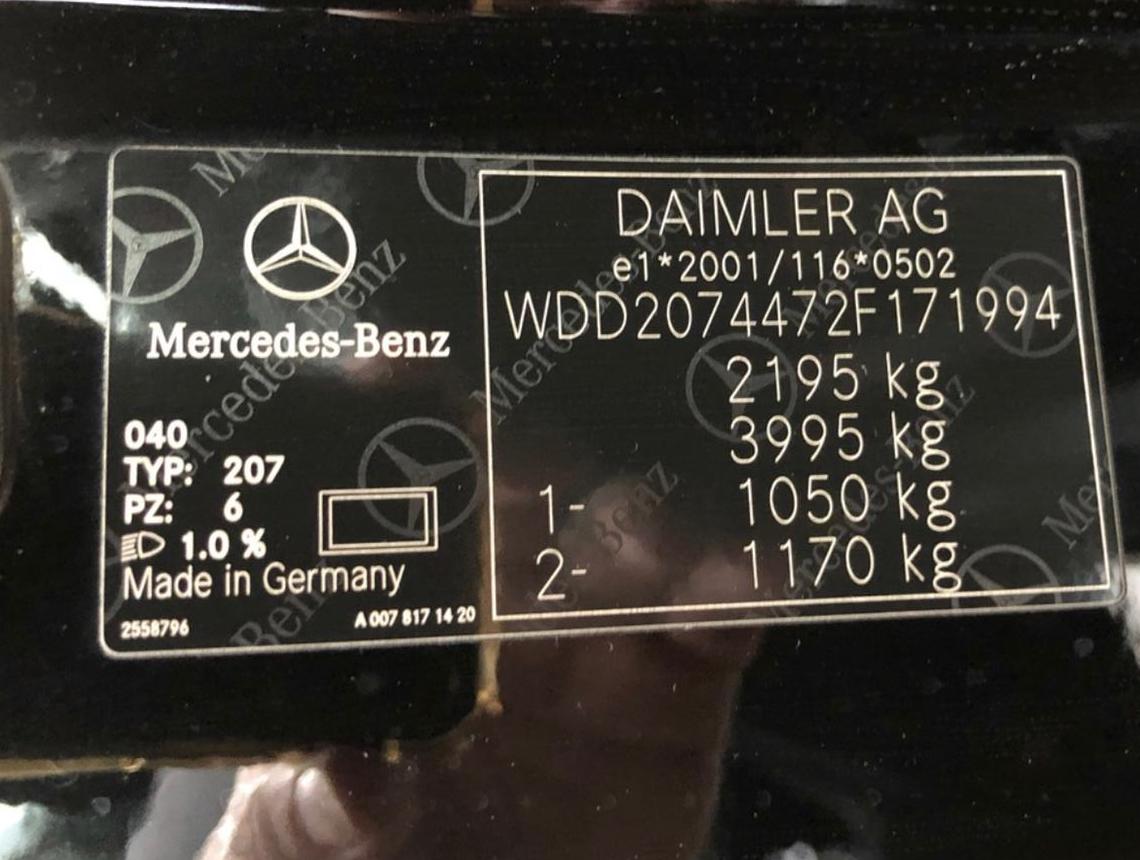 Mercedes-Benz
040
TYP: 207
PZ: 6
1.0 %
Made in Germany
2558796
A 007 817 14 20
DAIMLER AG
e1*2001/116*0502
WDD2074472F171994
2195 kg
3995 kg
1- 1050 kg
2- 1170 kg